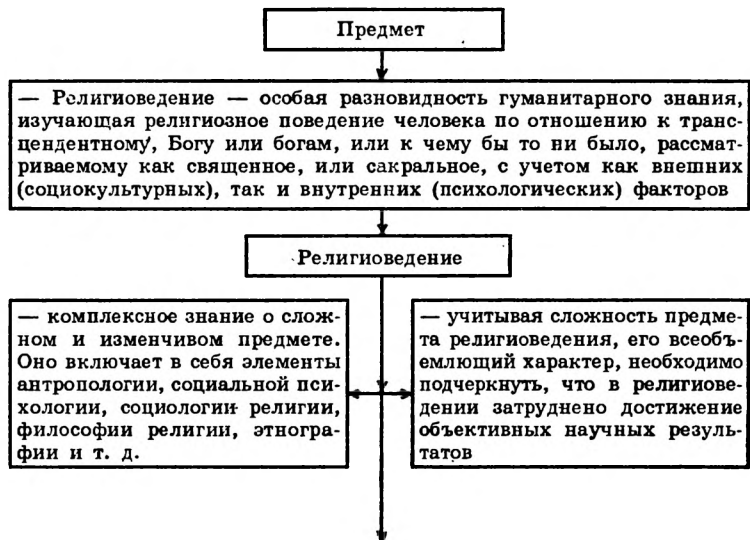 Предмет
— Религиоведение — особая разновидность гуманитарного знания,
изучающая религиозное поведение человека по отношению к транс-
цендентному, Богу или богам, или к чему бы то ни было, рассмат-
риваемому как священное, или сакральное, с учетом как внешних
(социокультурных), так и внутренних (психологических) факторов
Религиоведение
— комплексное знание о слож-
ном и изменчивом предмете.
Оно включает в себя элементы
антропологии, социальной пси-
хологии, социологии религии,
философии религии, этногра-
фии и т. д.
— учитывая сложность предме-
та религиоведения, его всеобъ-
емлющий характер, необходимо
подчеркнуть, что в религиове-
дении затруднено достижение
объективных научных резуль-
татов